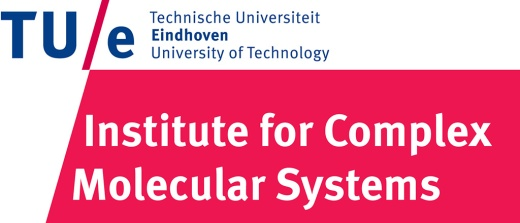 TU/e
Technische Universiteit
Eindhoven
University of Technology
Institute for Complex
Molecular Systems